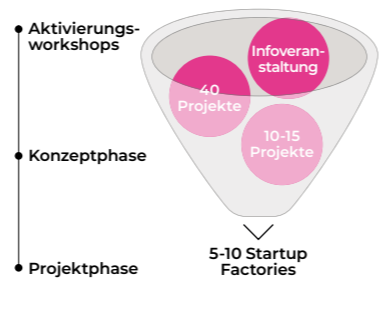 Aktivierungs-
workshops
Infoveran-
staltung
40
Projekte
10-15
Projekte
Konzeptphase
5-10 Startup
Factories
Projektphase